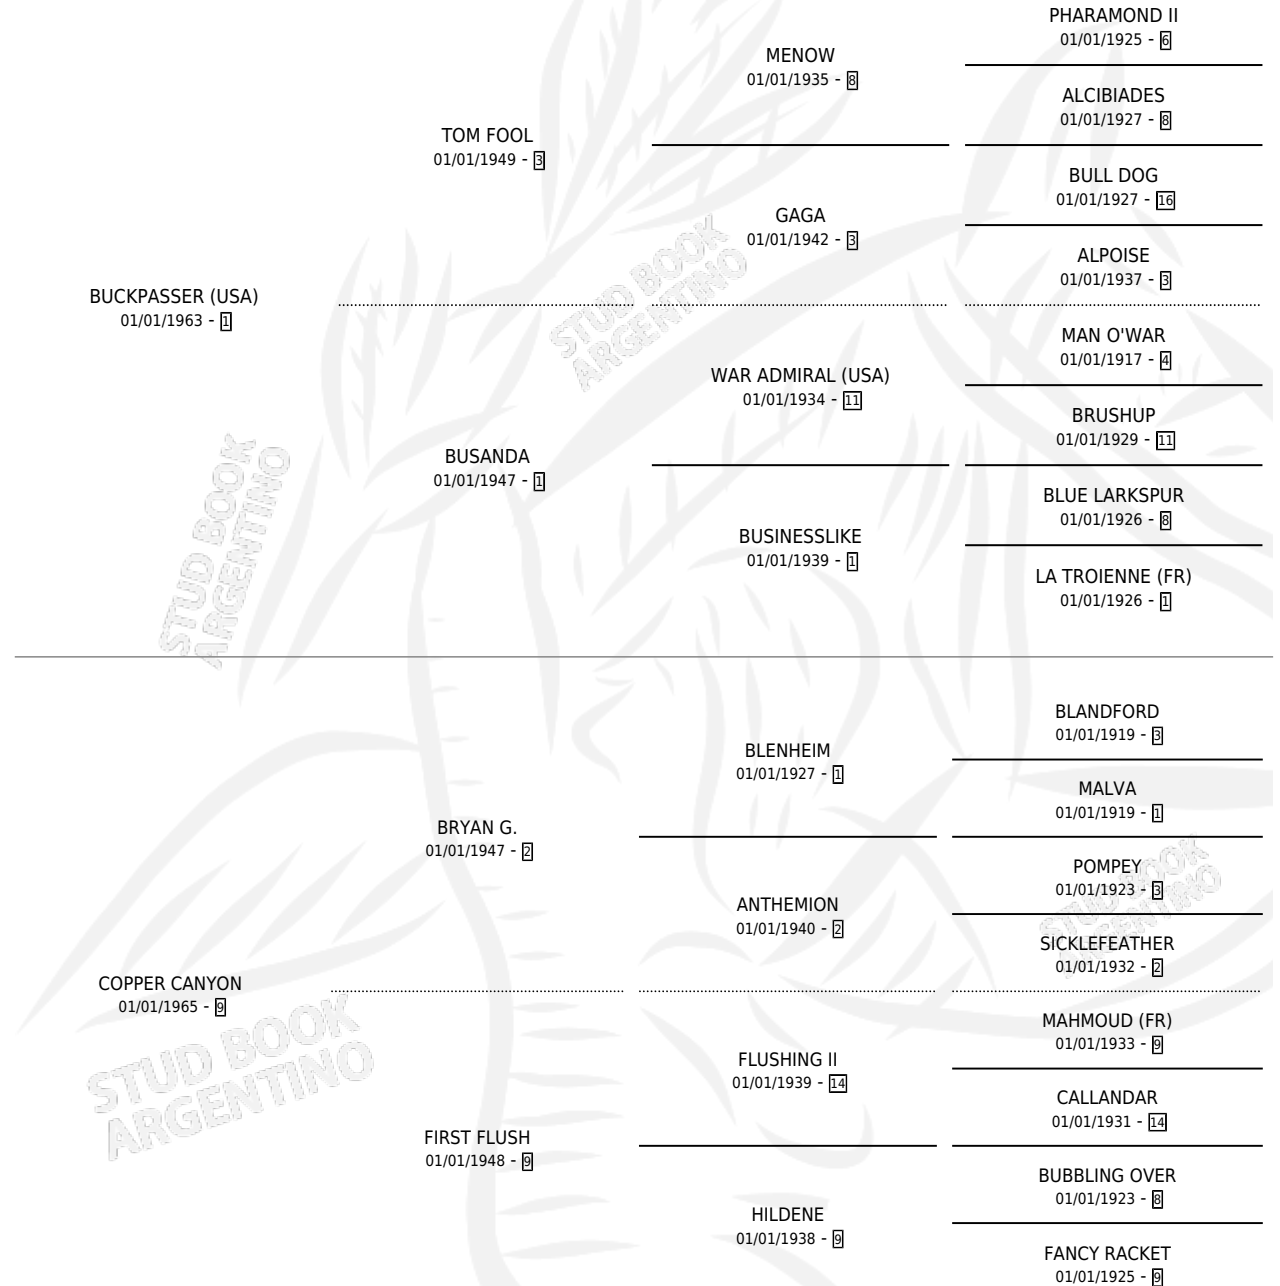 PHARAMOND II
01/01/1925 - 6
MENOW
01/01/1935 - 8
ALCIBIADES
01/01/1927 - 8
TOM FOOL
01/01/1949 - 3
BULL DOG
01/01/1927 - 16
GAGA
01/01/1942 - 3
ALPOISE
01/01/1937 - 3
BUCKPASSER (USA)
01/01/1963 - 1
MAN O'WAR
01/01/1917 - 4
WAR ADMIRAL (USA)
01/01/1934 - 11
BRUSHUP
01/01/1929 - 11
BUSANDA
01/01/1947 - 1
BLUE LARKSPUR
01/01/1926 - 8
BUSINESSLIKE
01/01/1939 - 1
LA TROIENNE (FR)
01/01/1926 - 1
BLANDFORD
01/01/1919 - 3
BLENHEIM
01/01/1927 - 1
MALVA
01/01/1919 - 1
BRYAN G.
01/01/1947 - 2
POMPEY
01/01/1923 - 3
ANTHEMION
01/01/1940 - 2
SICKLEFEATHER
01/01/1932 - 2
COPPER CANYON
01/01/1965 - 9
MAHMOUD (FR)
01/01/1933 - 9
FLUSHING II
01/01/1939 - 14
CALLANDAR
01/01/1931 - 14
FIRST FLUSH
01/01/1948 - 9
BUBBLING OVER
01/01/1923 - 8
HILDENE
01/01/1938 - 9
FANCY RACKET
01/01/1925 - 9
STUD BOOK
ARGENTINO
STUD BOOK
ARGENTINO
STUD BOOK
ARGENTINO
STUD BOOK
ARGENTINO